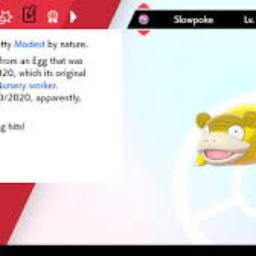 Slowpoke Lv.
tty Modest by nature.
from an Egg that was
020, which its original
Nursery worker.
0/2020, apparently.
g hits!